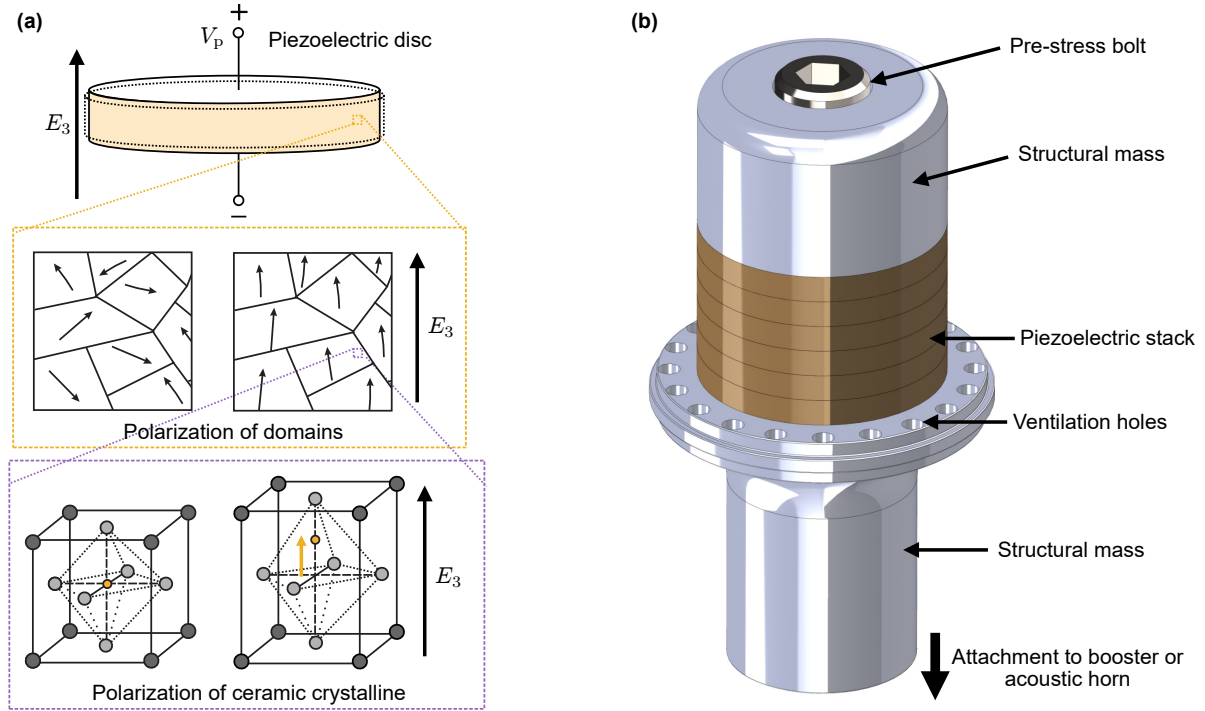 (a)
+
V_p
Piezoelectric disc
E_3
−
E_3
Polarization of domains
E_3
Polarization of ceramic crystalline
(b)
Pre-stress bolt
Structural mass
Piezoelectric stack
Ventilation holes
Structural mass
Attachment to booster or
acoustic horn